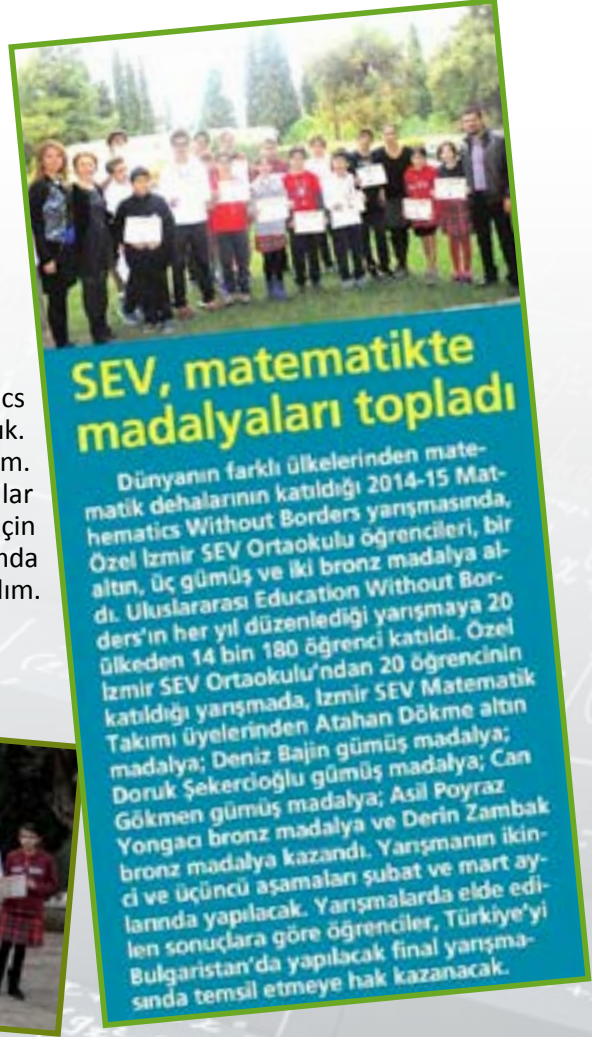 cs
ık.
m.
lar
için
nda
dım.
SEV, matematikte
madalyaları topladı
Dünyanın farklı ülkelerinden mate-
matik dehalarının katıldığı 2014-15 Mat-
hematics Without Borders yarışmasında,
Özel İzmir SEV Ortaokulu öğrencileri, bir
altın, üç gümüş ve iki bronz madalya al-
dı. Uluslararası Education Without Bor-
ders'ın her yıl düzenlediği yarışmaya 20
ülkeden 14 bin 180 öğrenci katıldı. Özel
İzmir SEV Ortaokulu'ndan 20 öğrencinin
katıldığı yarışmada, İzmir SEV Matematik
Takımı üyelerinden Atahan Dökme altın
madalya; Deniz Bajin gümüş madalya;
Doruk Şekercioğlu gümüş madalya; Can
Gökmen gümüş madalya; Asil Poyraz
Yongacı bronz madalya ve Derin Zambak
bronz madalya kazandı. Yarışmanın ikin-
ci ve üçüncü aşamaları şubat ve mart ay-
larında yapılacak. Yarışmalarda elde edi-
len sonuçlara göre öğrenciler, Türkiye'yi
Bulgaristan'da yapılacak final yarışma-
sında temsil etmeye hak kazanacak.